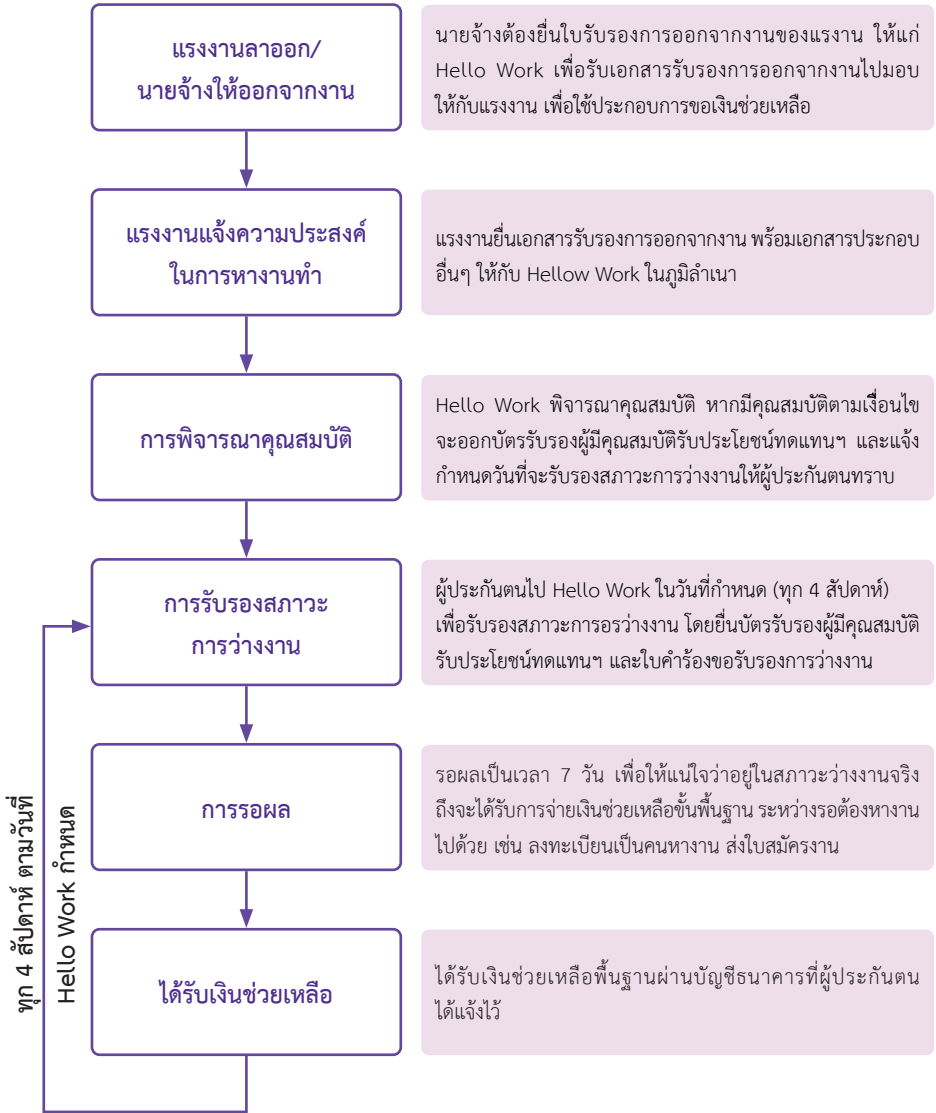 แรงงานลาออก/
นายจ้างให้ออกจากงาน
นายจ้างต้องยื่นใบรับรองการออกจากงานของแรงาน ให้แก่
Hello Work เพื่อรับเอกสารรับรองการออกจากงานไปมอบ
ให้กับแรงงาน เพื่อใช้ประกอบการขอเงินช่วยเหลือ
แรงงานแจ้งความประสงค์
ในการหางานทำ
แรงงานยื่นเอกสารรับรองการออกจากงาน พร้อมเอกสารประกอบ
อื่นๆ ให้กับ Hellow Work ในภูมิลำเนา
การพิจารณาคุณสมบัติ
Hello Work พิจารณาคุณสมบัติ หากมีคุณสมบัติตามเงื่อนไข
จะออกบัตรรับรองผู้มีคุณสมบัติรับประโยชน์ทดแทนฯ และแจ้ง
กำหนดวันที่จะรับรองสภาวะการว่างงานให้ผู้ประกันตนทราบ
การรับรองสภาวะ
การว่างงาน
ผู้ประกันตนไป Hello Work ในวันที่กำหนด (ทุก 4 สัปดาห์)
เพื่อรับรองสภาวะการอรว่างงาน โดยยื่นบัตรรับรองผู้มีคุณสมบัติ
รับประโยชน์ทดแทนฯ และใบคำร้องขอรับรองการว่างงาน
การรอผล
รอผลเป็นเวลา 7 วัน เพื่อให้แน่ใจว่าอยู่ในสภาวะว่างงานจริง
ถึงจะได้รับการจ่ายเงินช่วยเหลือขั้นพื้นฐาน ระหว่างรอต้องหางาน
ไปด้วย เช่น ลงทะเบียนเป็นคนหางาน ส่งใบสมัครงาน
ได้รับเงินช่วยเหลือ
ได้รับเงินช่วยเหลือพื้นฐานผ่านบัญชีธนาคารที่ผู้ประกันตน
ได้แจ้งไว้
ทุก 4 สัปดาห์ ตามวันที่
Hello Work กำหนด